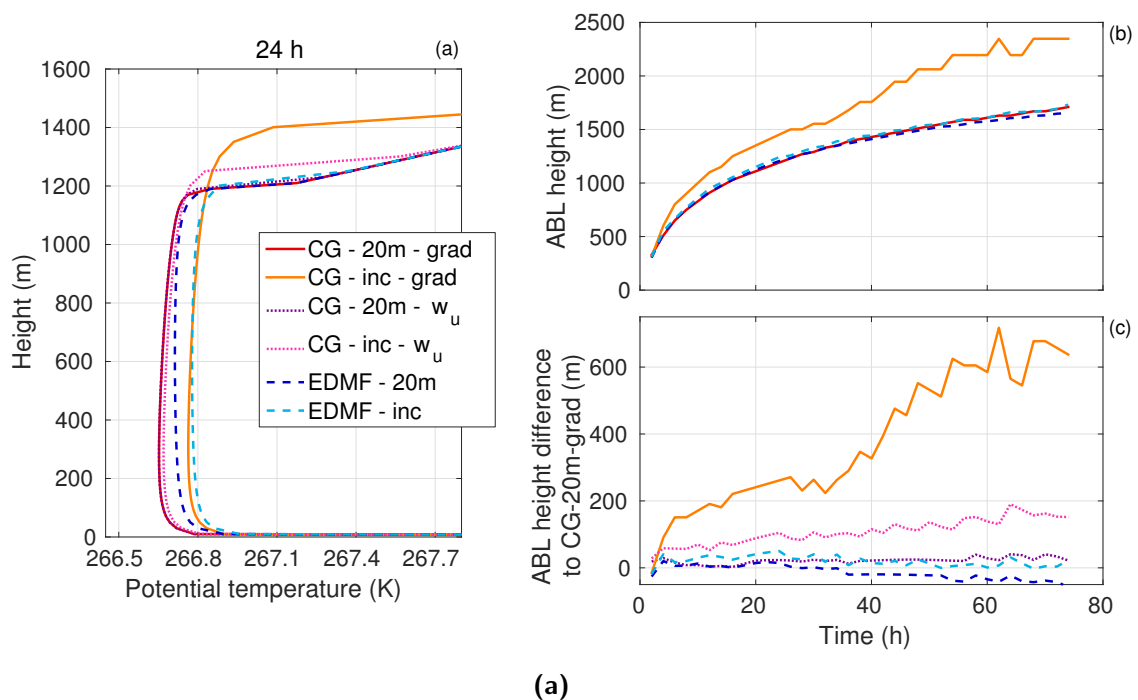 24 h
(a)
1600
1400
1200
1000
800
600
400
200
0
Height (m)
266.5
266.8
267.1
267.4
267.7
Potential temperature (K)
CG - 20m - grad
CG - inc - grad
CG - 20m - w_u
CG - inc - w_u
EDMF - 20m
EDMF - inc
(b)
2500
2000
1500
1000
500
0
ABL height (m)
(c)
600
400
200
0
ABL height difference
to CG-20m-grad (m)
0
20
40
60
80
Time (h)
(a)